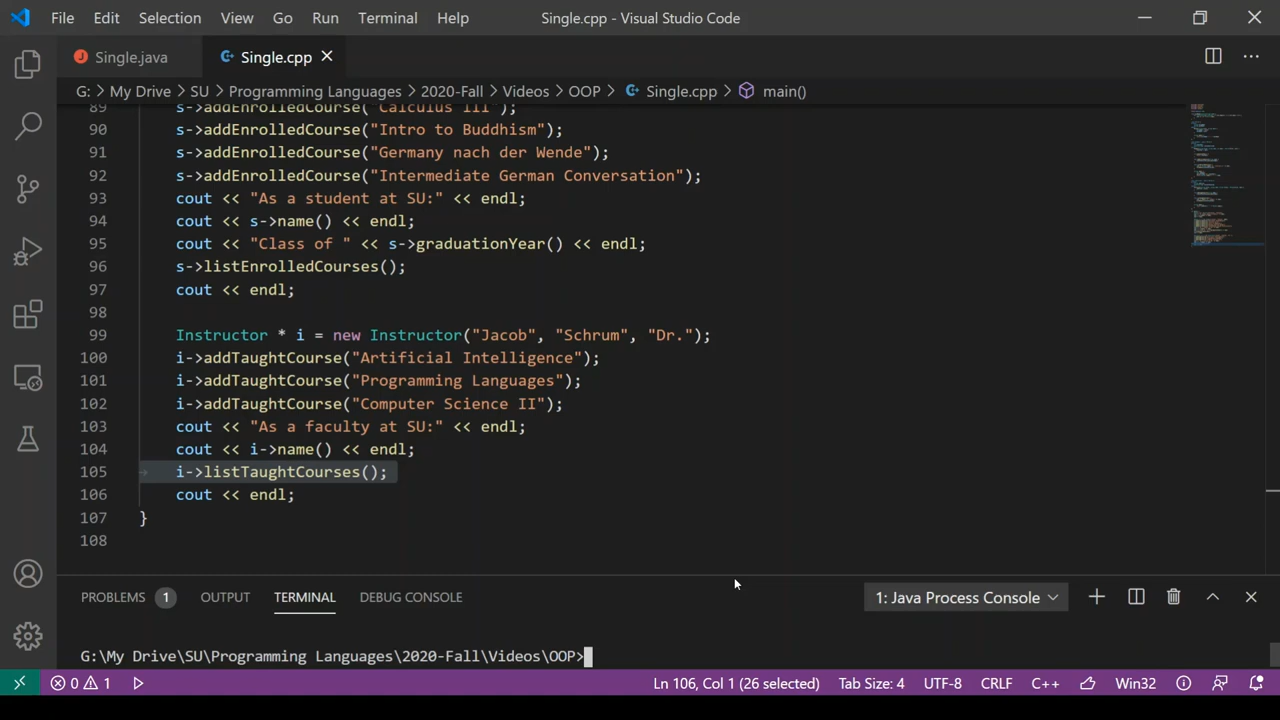 File Edit Selection View Go Run Terminal Help Single.cpp - Visual Studio Code
Single.java Single.cpp
G: > My Drive > SU > Programming Languages > 2020-Fall > Videos > OOP > Single.cpp > main()
89 s->addEnrolledCourse("Calculus III");
90 s->addEnrolledCourse("Intro to Buddhism");
91 s->addEnrolledCourse("Germany nach der Wende");
92 s->addEnrolledCourse("Intermediate German Conversation");
93 cout << "As a student at SU:" << endl;
94 cout << s->name() << endl;
95 cout << "Class of " << s->graduationYear() << endl;
96 s->listEnrolledCourses();
97 cout << endl;
98
99 Instructor * i = new Instructor("Jacob", "Schrum", "Dr.");
100 i->addTaughtCourse("Artificial Intelligence");
101 i->addTaughtCourse("Programming Languages");
102 i->addTaughtCourse("Computer Science II");
103 cout << "As a faculty at SU:" << endl;
104 cout << i->name() << endl;
105 i->listTaughtCourses();
106 cout << endl;
107 }
108
PROBLEMS 1 OUTPUT TERMINAL DEBUG CONSOLE 1: Java Process Console
G:\My Drive\SU\Programming Languages\2020-Fall\Videos\OOP>
0 1 Ln 106, Col 1 (26 selected) Tab Size: 4 UTF-8 CRLF C++ Win32